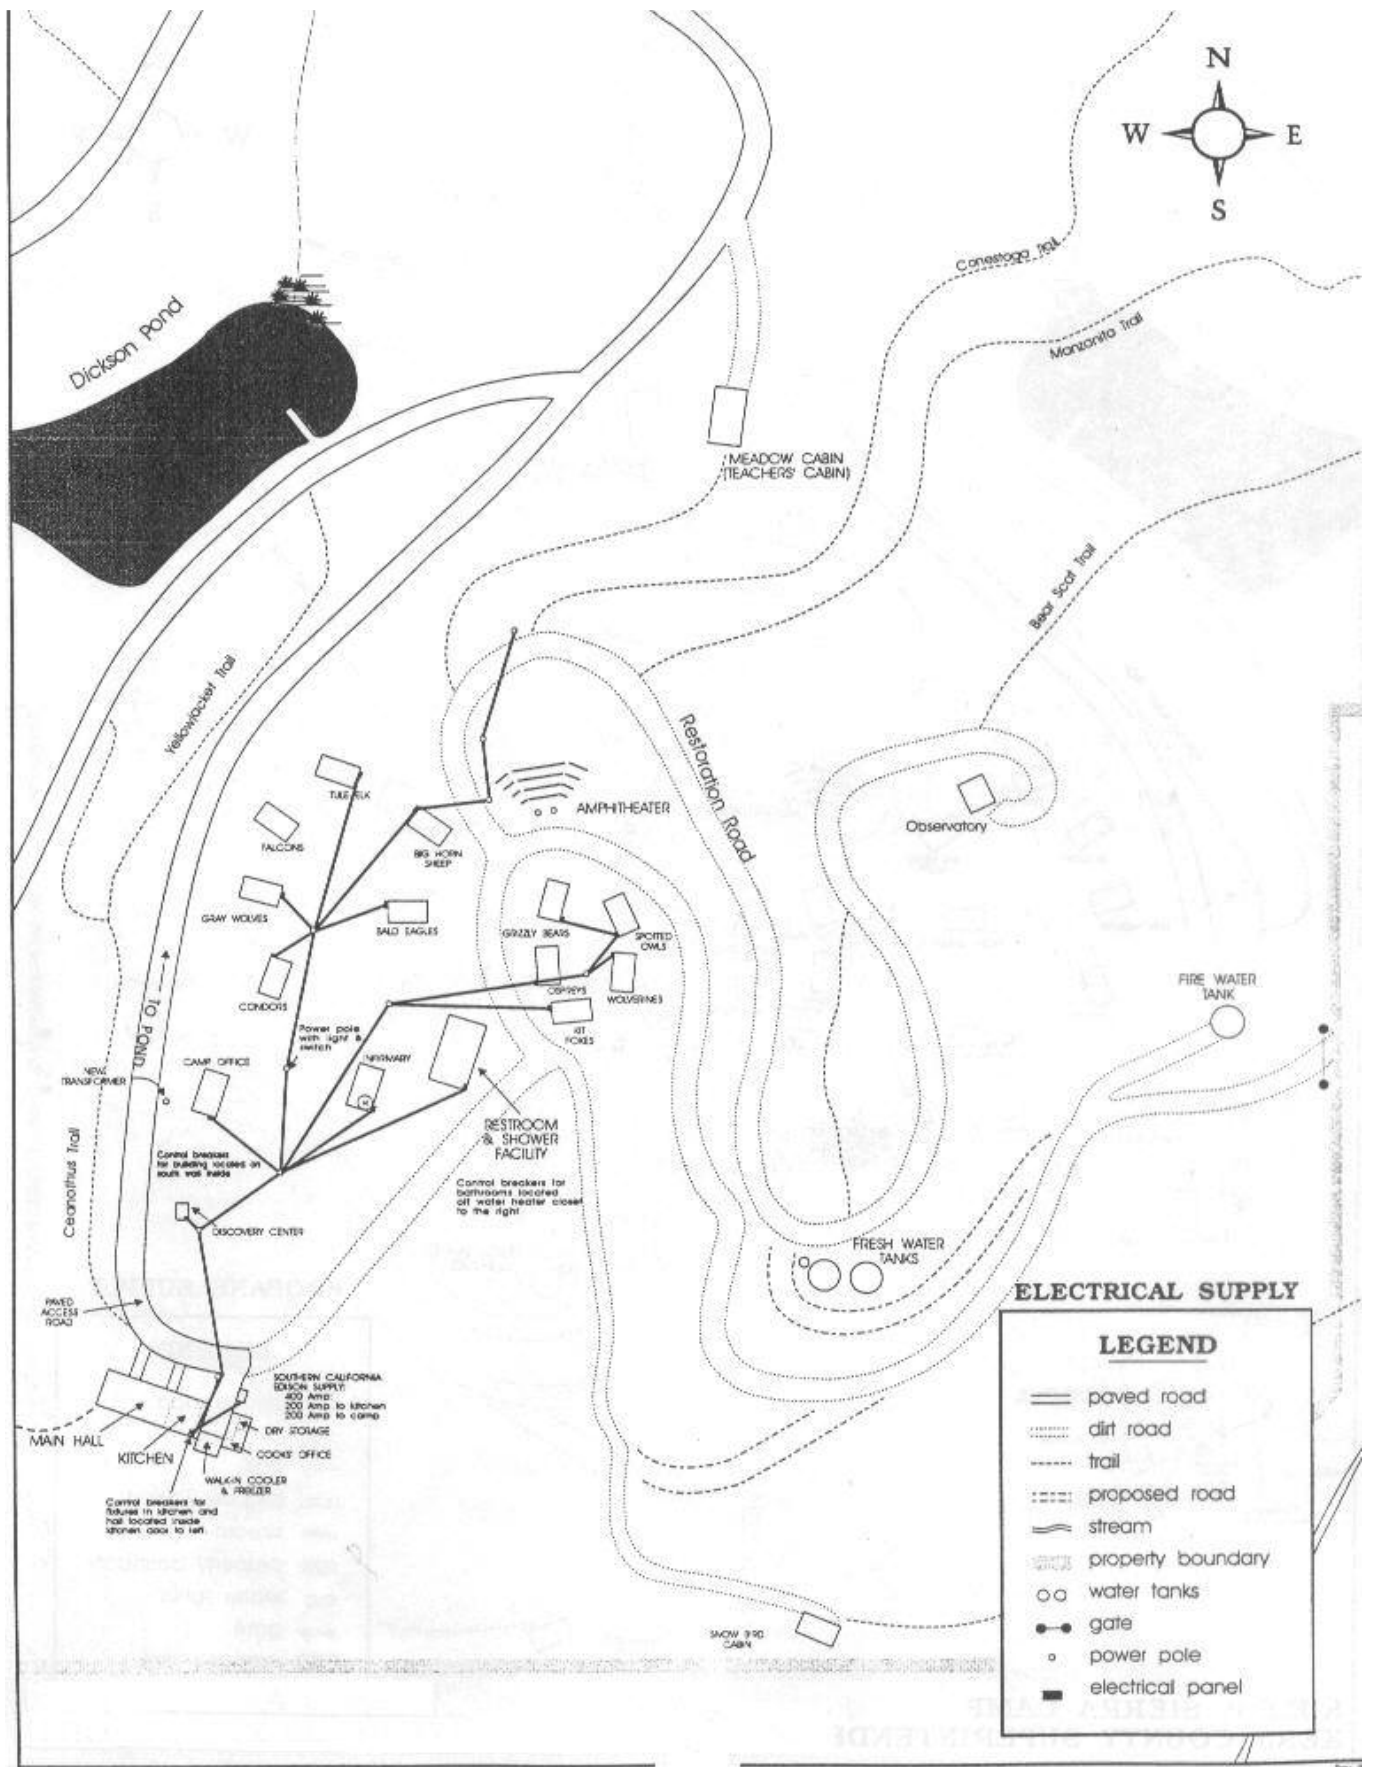 N
W E
S
Conestoga Trail
Manzanita Trail
Dickson Pond
MEADOW CABIN
(TEACHERS' CABIN)
Bear Scat Trail
Yellowjacket Trail
Restoration Road
TULE ELK
AMPHITHEATER
Observatory
FALCONS
BIG HORN
SHEEP
GRAY WOLVES
BALD EAGLES
GRIZZLY BEARS
SPOTTED
OWLS
CONDORS
OSPREYS
WOLVERINES
FIRE WATER
TANK
TO POND
Power pole
with light &
switch
KIT
FOXES
CAMP OFFICE
INFIRMARY
NEW
TRANSFORMER
RESTROOM
& SHOWER
FACILITY
Ceanothus Trail
Control breakers
for building located on
south wall inside
Control breakers for
bathrooms located
off water heater closet
to the right
DISCOVERY CENTER
FRESH WATER
TANKS
PAVED
ACCESS
ROAD
SOUTHERN CALIFORNIA
EDISON SUPPLY:
400 Amp:
200 Amp to kitchen
200 Amp to camp
DRY STORAGE
MAIN HALL
KITCHEN
COOKS' OFFICE
WALK-IN COOLER
& FREEZER
Control breakers for
fixtures in kitchen and
hall located inside
kitchen door to left.
SNOW BIRD
CABIN
ELECTRICAL SUPPLY
LEGEND
paved road
dirt road
trail
proposed road
stream
property boundary
water tanks
gate
power pole
electrical panel